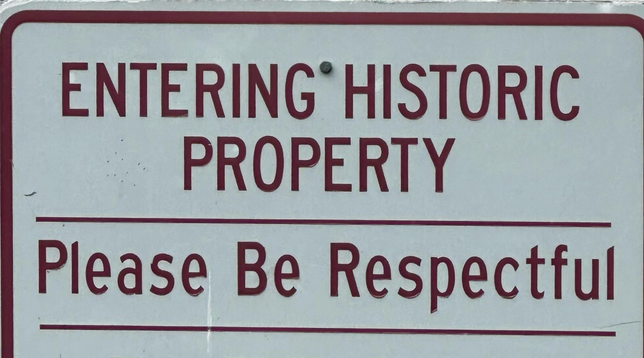 ENTERING HISTORIC
PROPERTY
Please Be Respectful